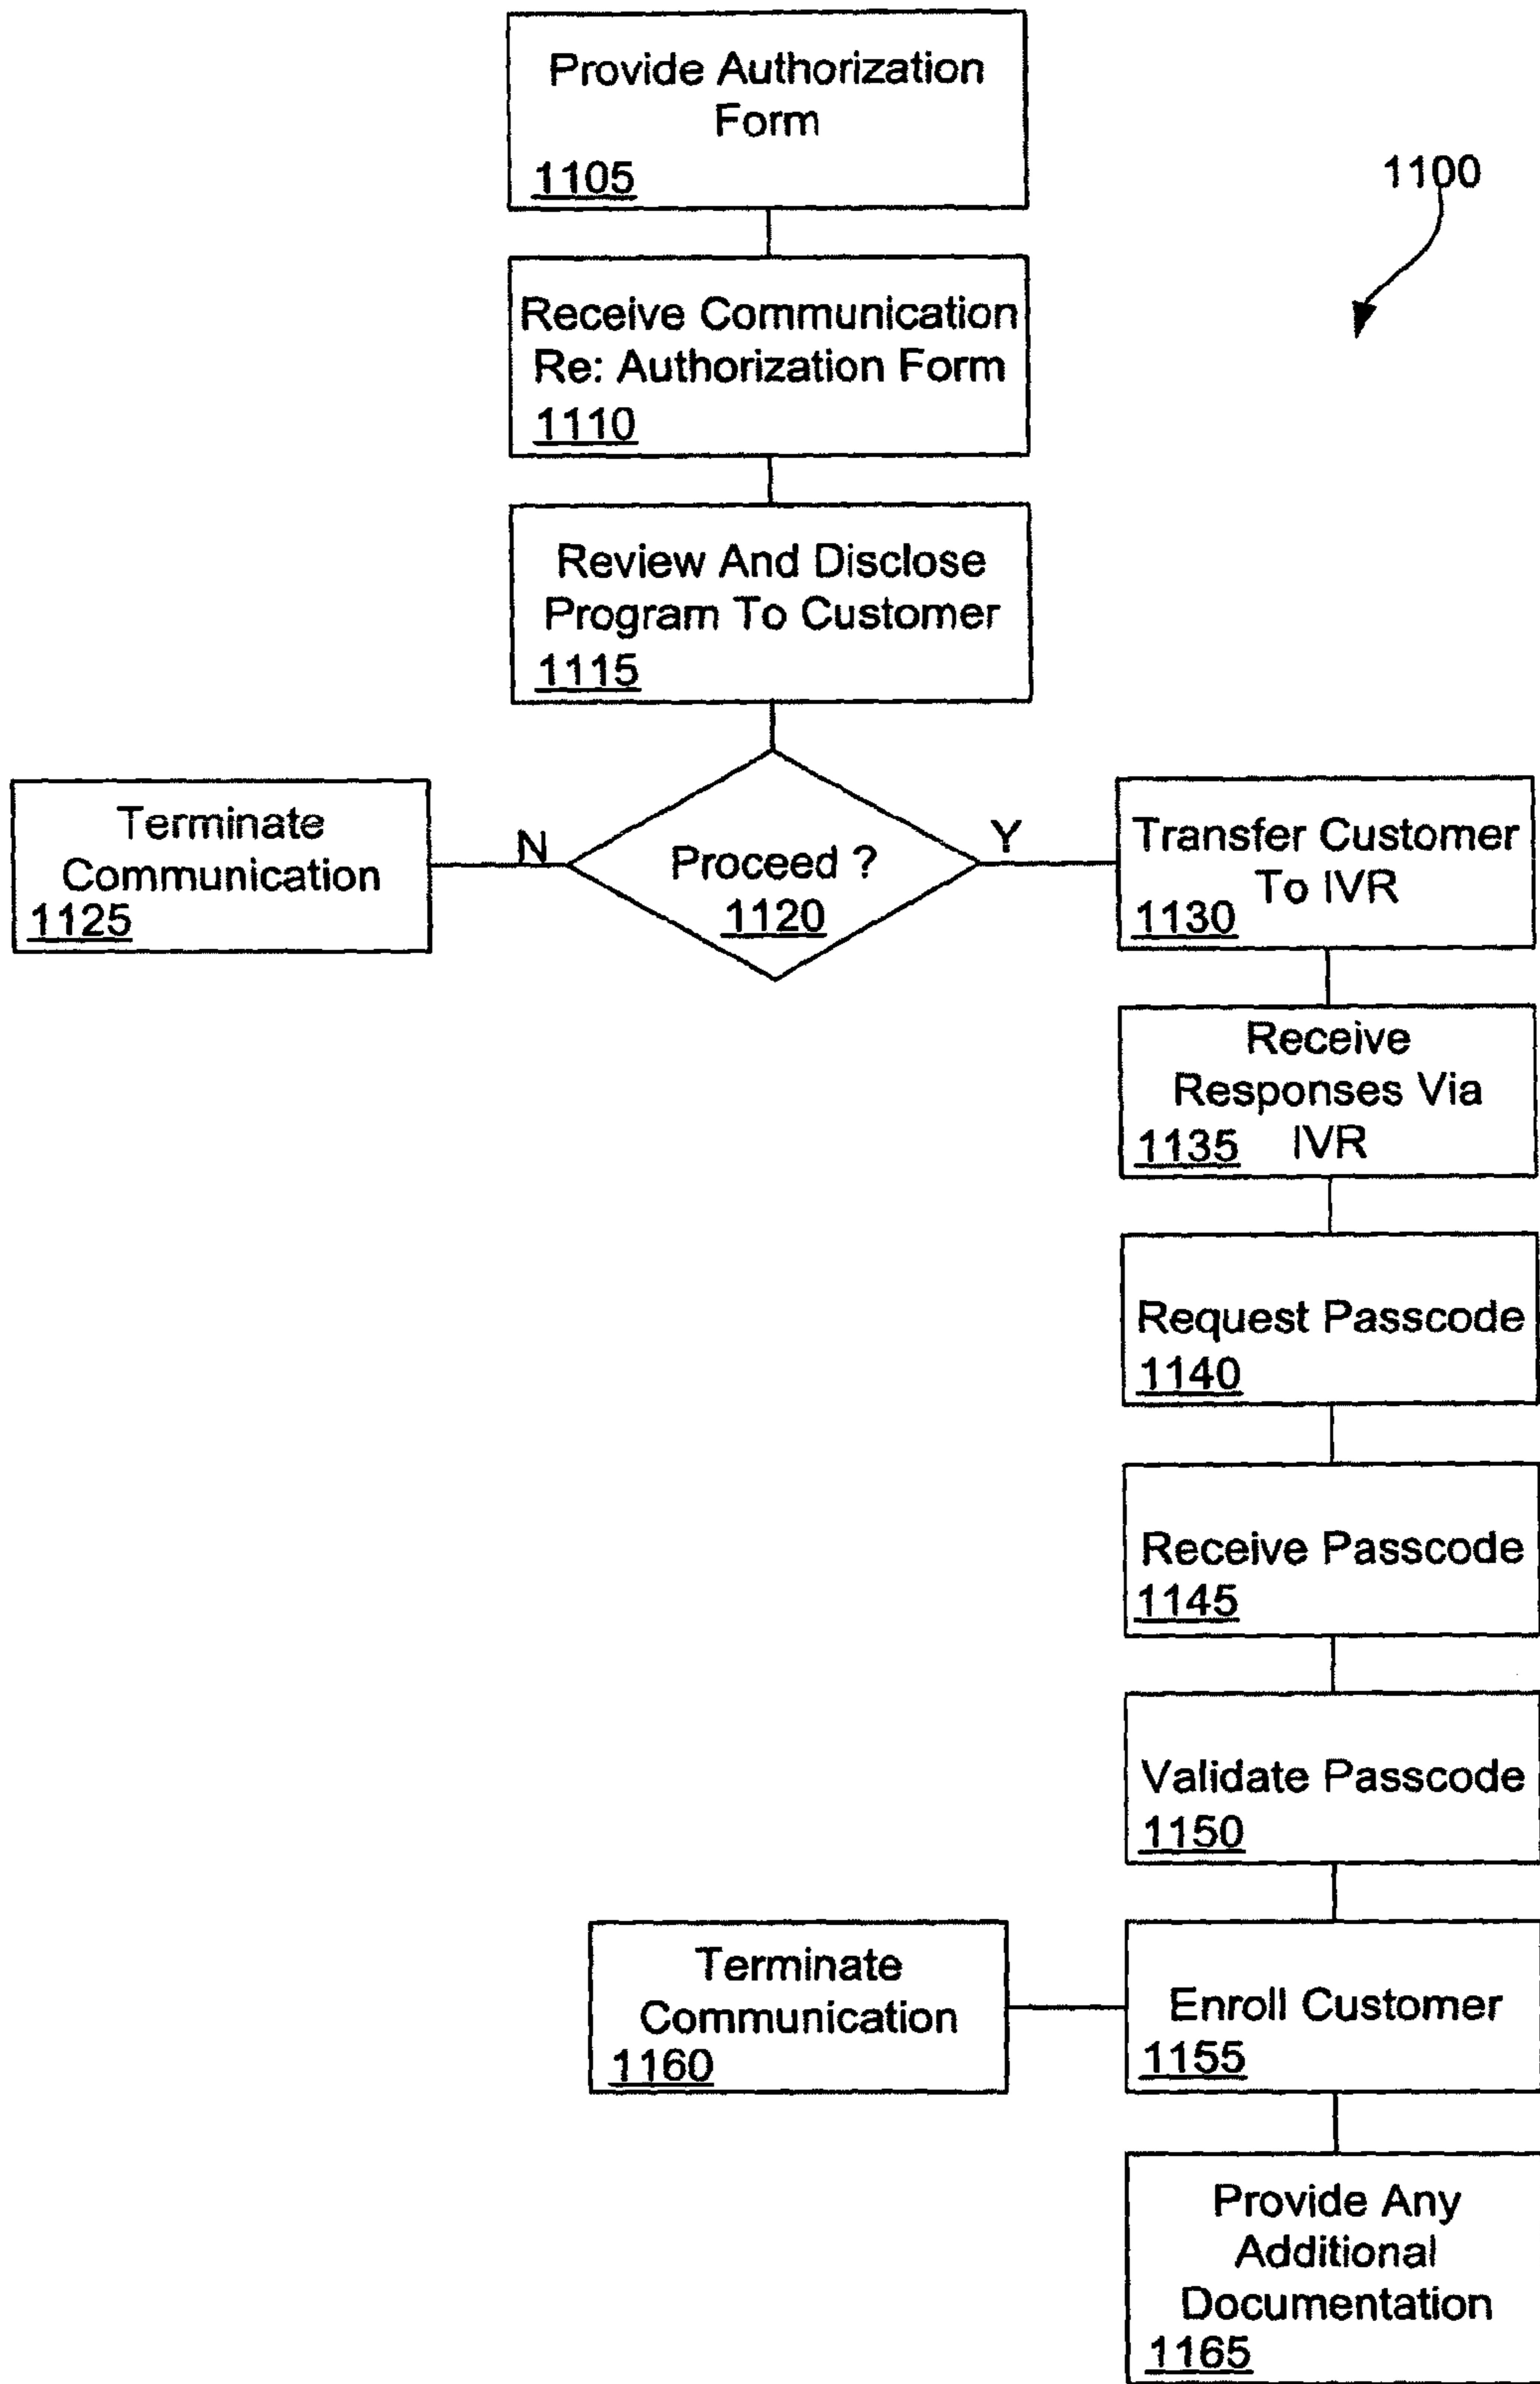 Provide Authorization
Form
1105
1100
Receive Communication
Re: Authorization Form
1110
Review And Disclose
Program To Customer
1115
Terminate
Communication
1125
N
Proceed ?
1120
Y
Transfer Customer
To IVR
1130
Receive
Responses Via
IVR
1135
Request Passcode
1140
Receive Passcode
1145
Validate Passcode
1150
Terminate
Communication
1160
Enroll Customer
1155
Provide Any
Additional
Documentation
1165